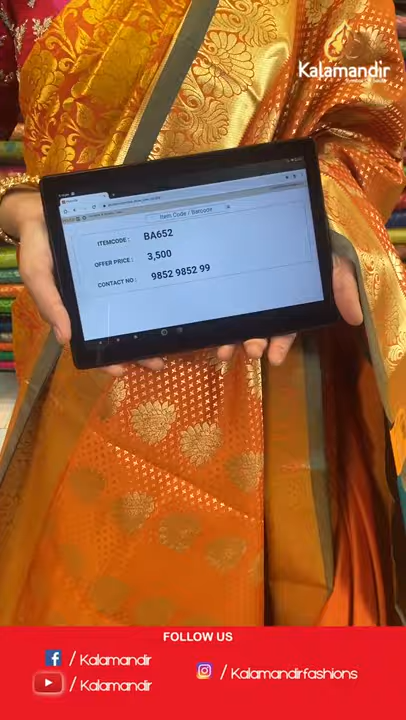 Kalamandir
Item Code / Barcode
ITEMCODE : BA652
OFFER PRICE : 3,500
CONTACT NO : 9852 9852 99
FOLLOW US
/ Kalamandir
/ Kalamandirfashions
/ Kalamandir